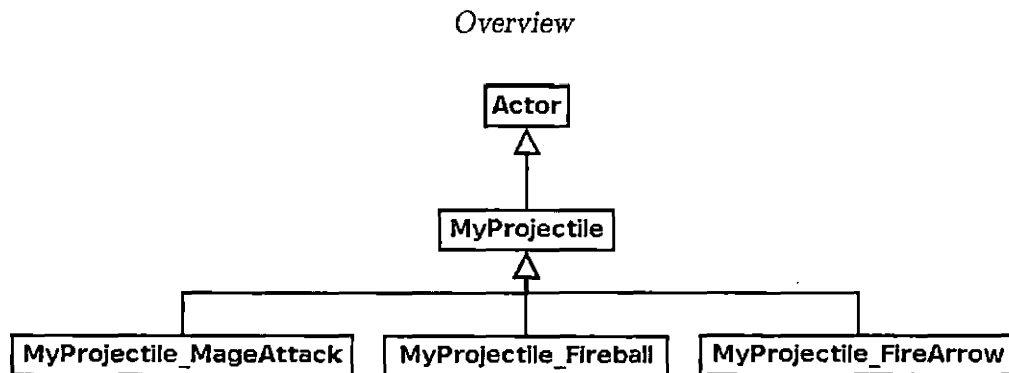 Overview
Actor
MyProjectile
MyProjectile_MageAttack MyProjectile_Fireball MyProjectile_FireArrow